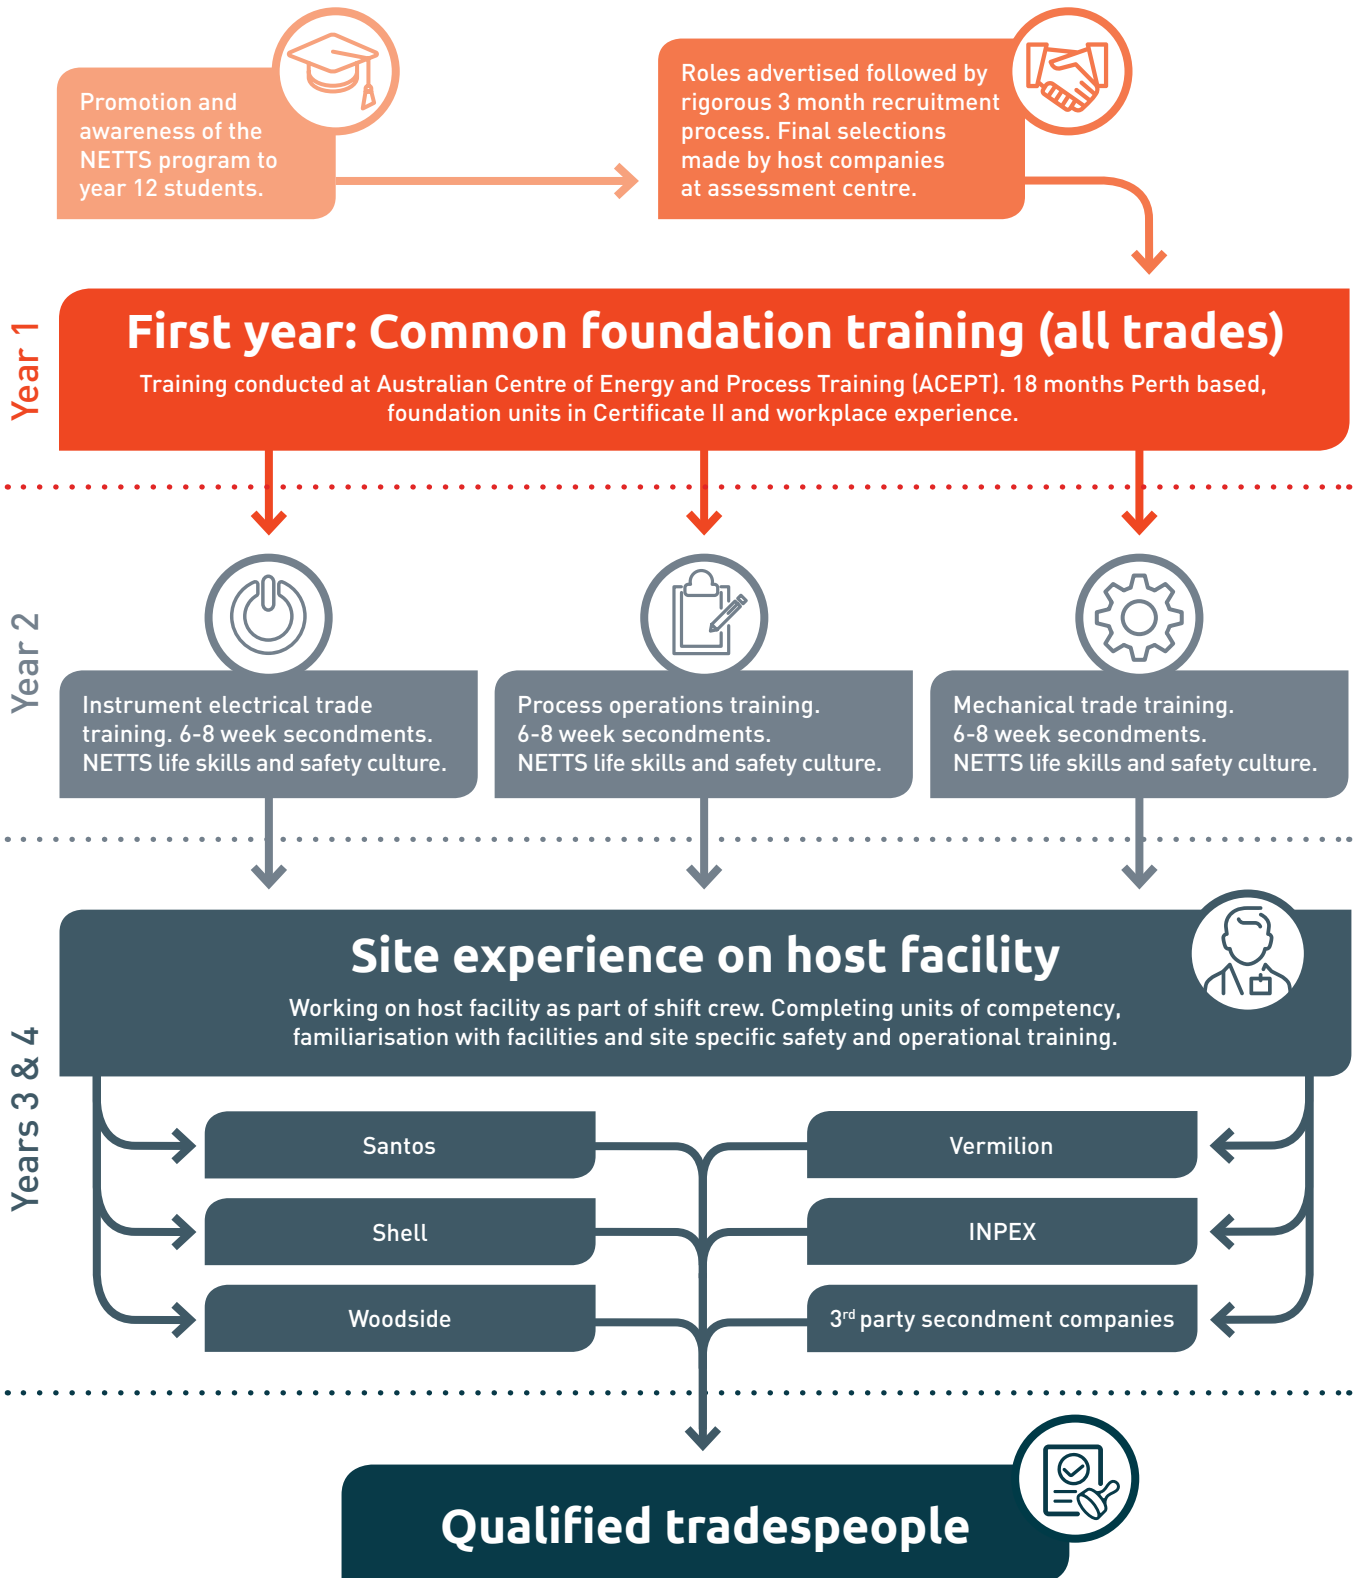 Promotion and
awareness of the
NETTS program to
year 12 students.
Roles advertised followed by
rigorous 3 month recruitment
process. Final selections
made by host companies
at assessment centre.
Year 1
First year: Common foundation training (all trades)
Training conducted at Australian Centre of Energy and Process Training (ACEPT). 18 months Perth based,
foundation units in Certificate II and workplace experience.
Year 2
Instrument electrical trade
training. 6-8 week secondments.
NETTS life skills and safety culture.
Process operations training.
6-8 week secondments.
NETTS life skills and safety culture.
Mechanical trade training.
6-8 week secondments.
NETTS life skills and safety culture.
Years 3 & 4
Site experience on host facility
Working on host facility as part of shift crew. Completing units of competency,
familiarisation with facilities and site specific safety and operational training.
Santos
Vermilion
Shell
INPEX
Woodside
3rd party secondment companies
Qualified tradespeople